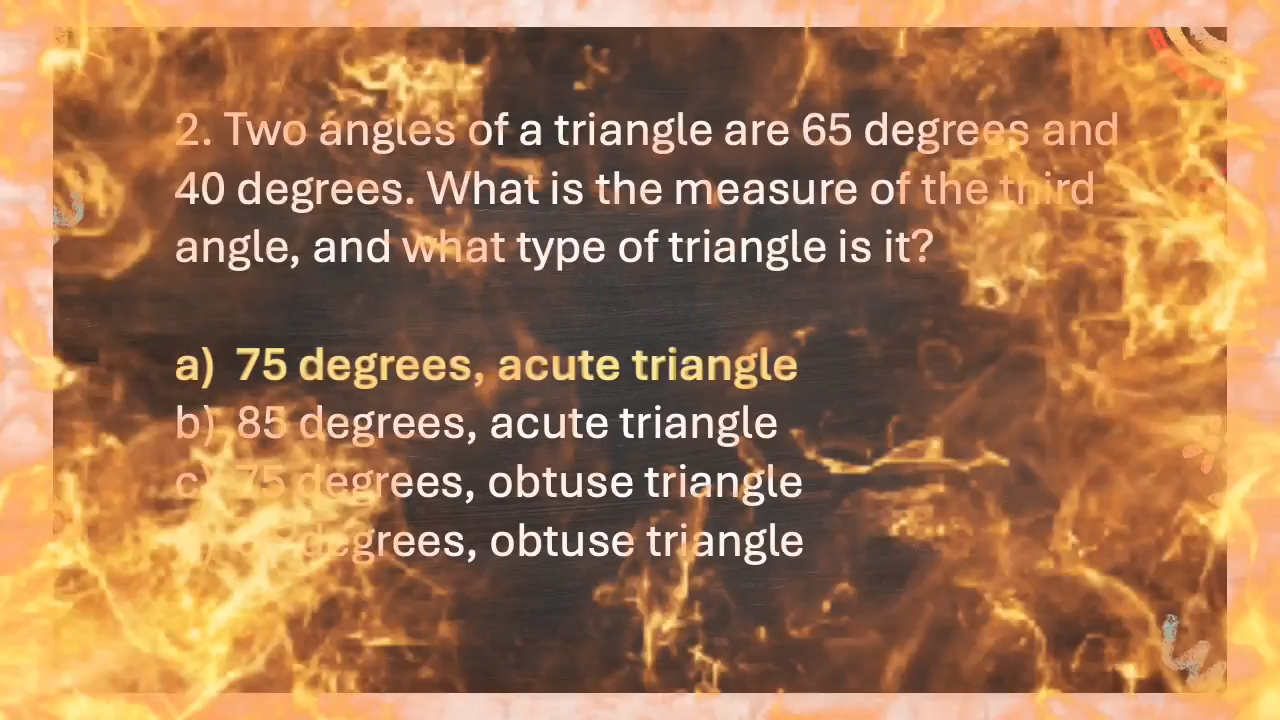 2. Two angles of a triangle are 65 degrees and
40 degrees. What is the measure of the third
angle, and what type of triangle is it?
a) 75 degrees, acute triangle
b) 85 degrees, acute triangle
c) 75 degrees, obtuse triangle
degrees, obtuse triangle